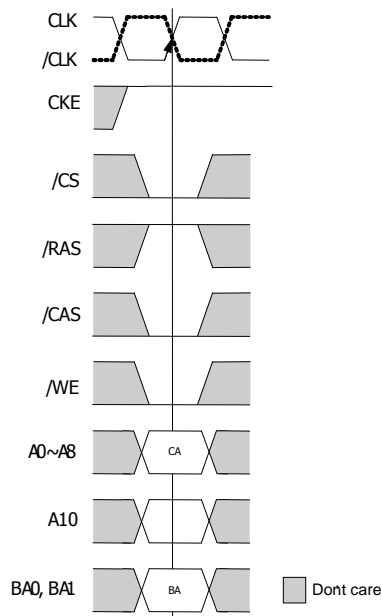 CLK
/CLK
CKE
/CS
/RAS
/CAS
/WE
A0~A8
CA
A10
BA0, BA1
BA
Dont care